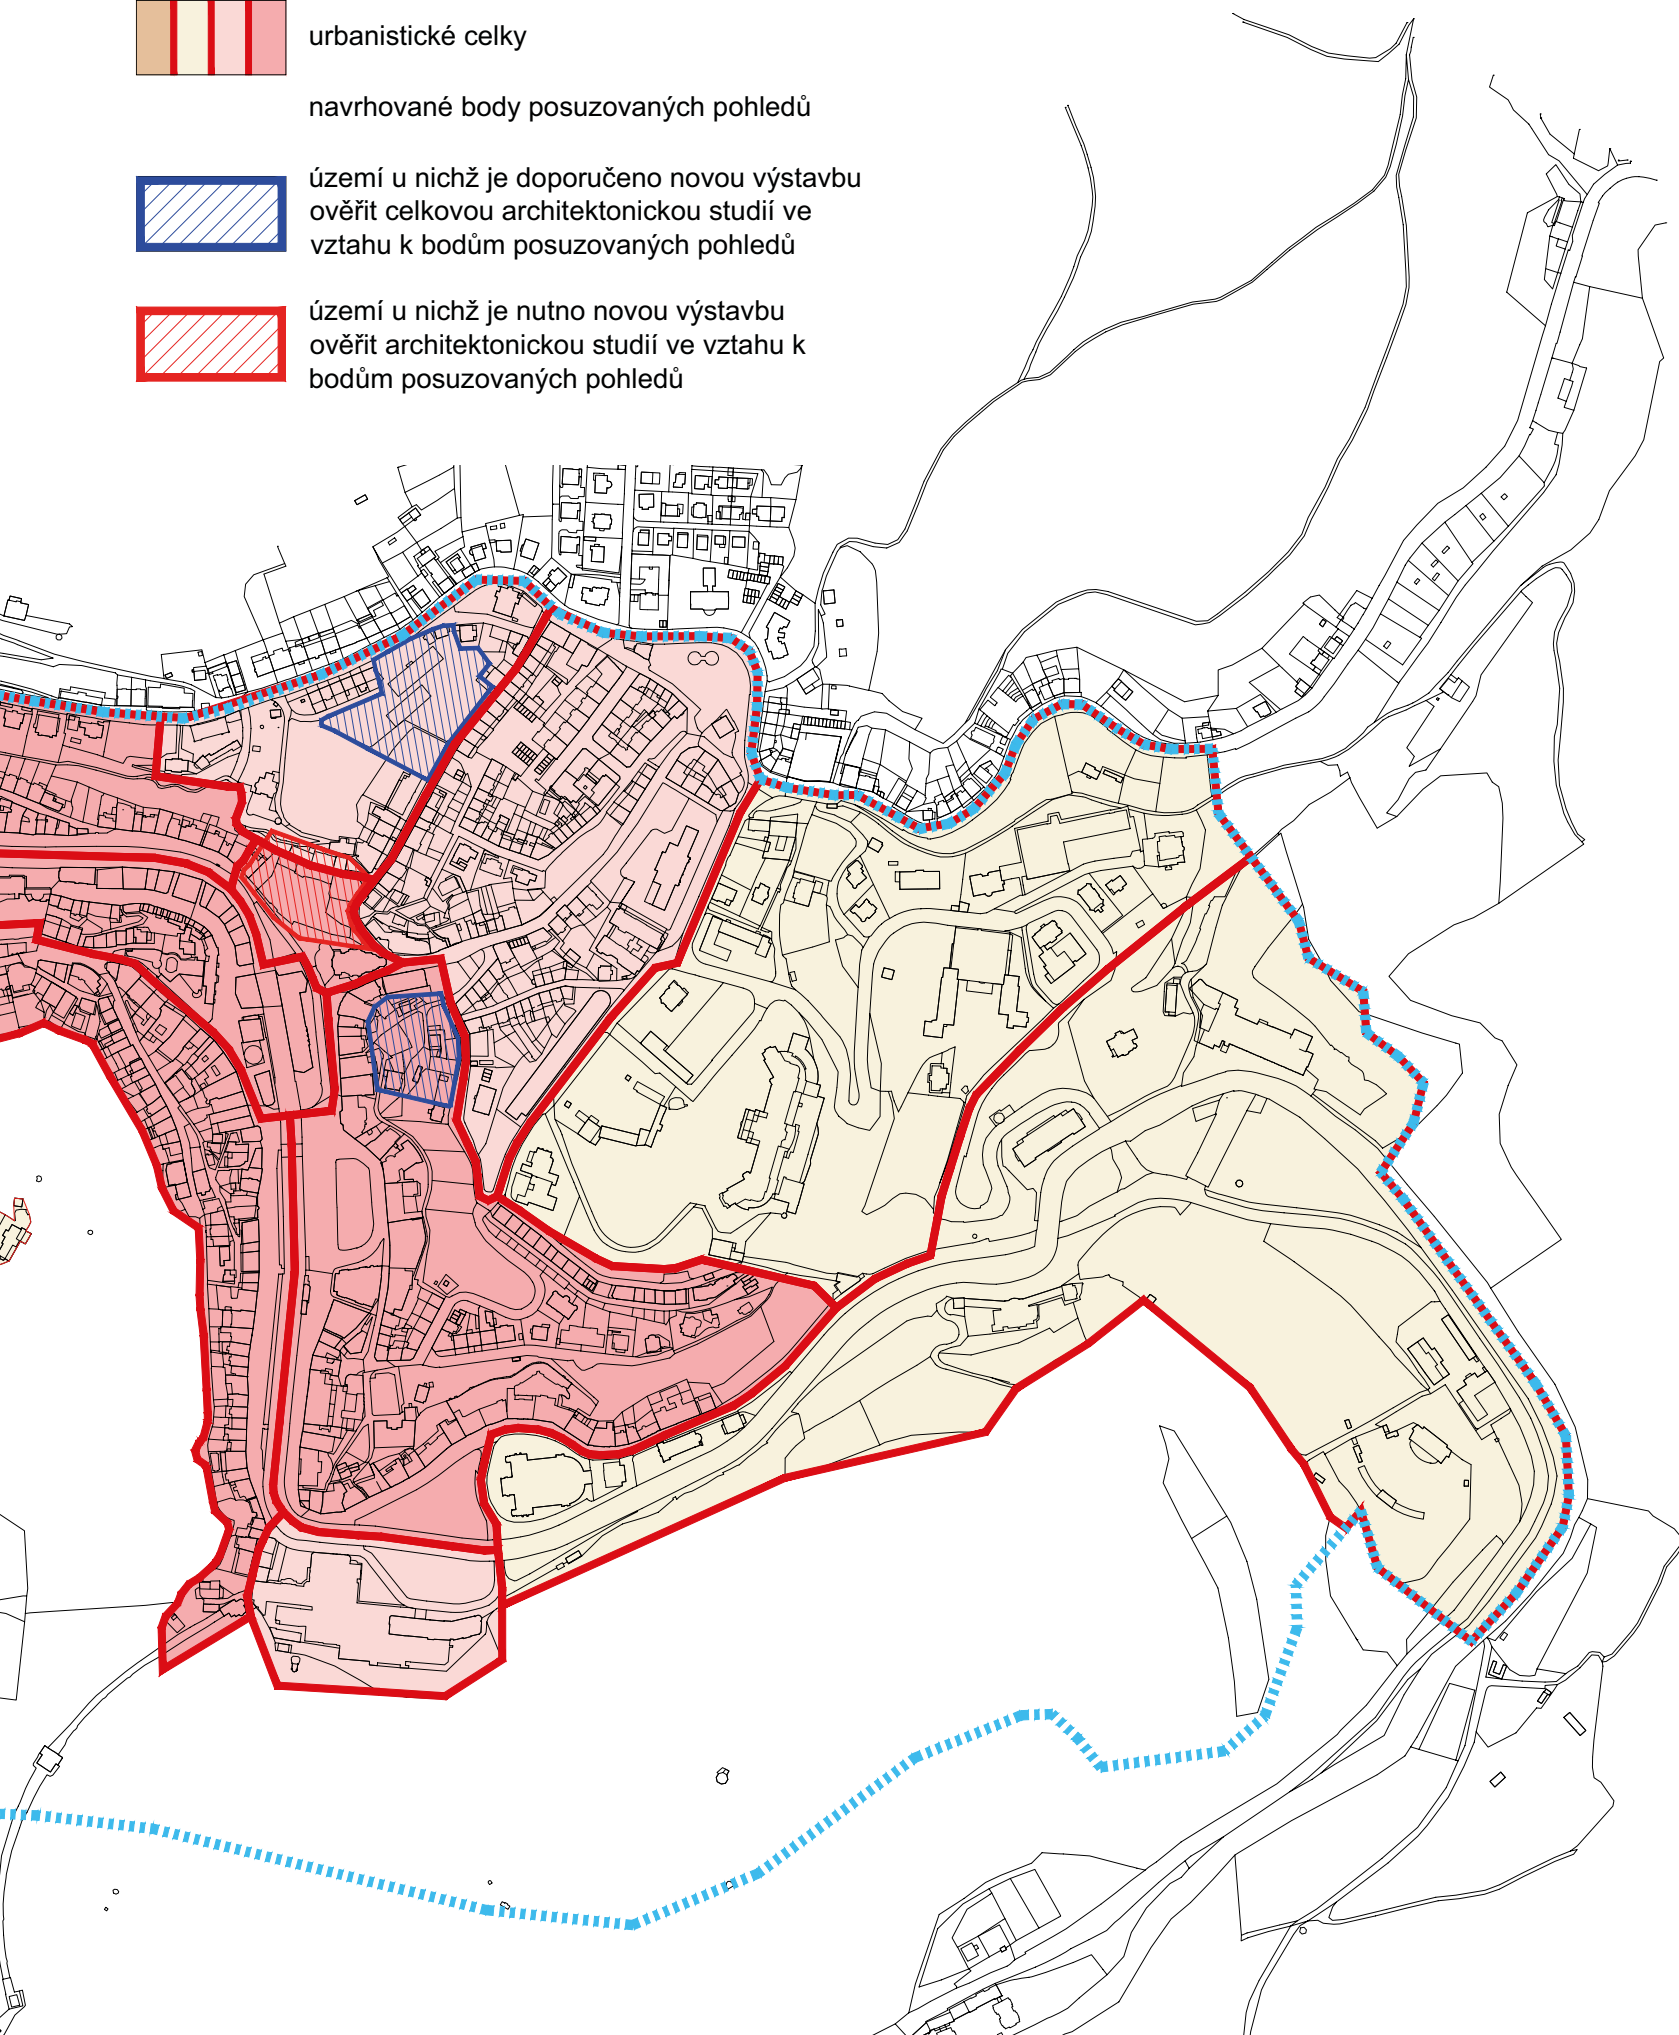 urbanistické celky
navrhované body posuzovaných pohledů
území u nichž je doporučeno novou výstavbu
ověřit celkovou architektonickou studií ve
vztahu k bodům posuzovaných pohledů
území u nichž je nutno novou výstavbu
ověřit architektonickou studií ve vztahu k
bodům posuzovaných pohledů